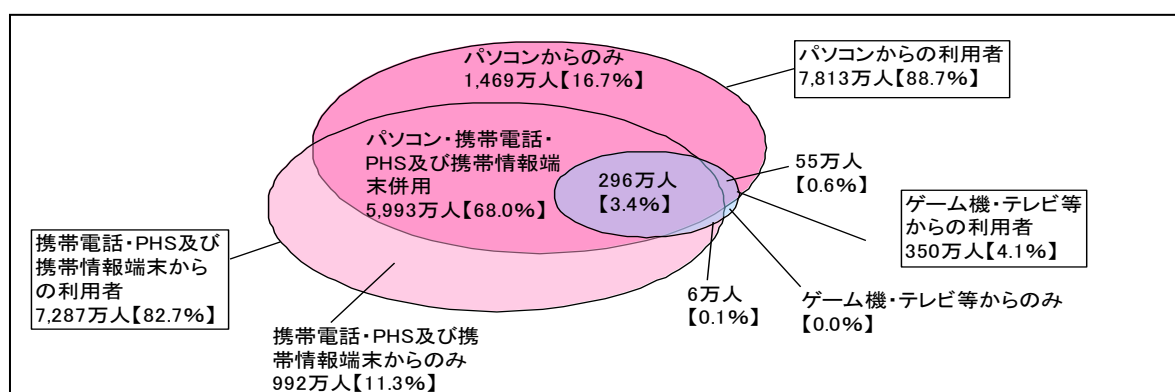 パソコンからのみ
1,469万人【16.7%】
パソコンからの利用者
7,813万人【88.7%】
パソコン・携帯電話・
PHS及び携帯情報端
末併用
5,993万人【68.0%】
296万人
【3.4%】
55万人
【0.6%】
ゲーム機・テレビ等
からの利用者
350万人【4.1%】
携帯電話・PHS及び
携帯情報端末から
の利用者
7,287万人【82.7%】
6万人
【0.1%】
ゲーム機・テレビ等からのみ
【0.0%】
携帯電話・PHS及び携
帯情報端末からのみ
992万人【11.3%】